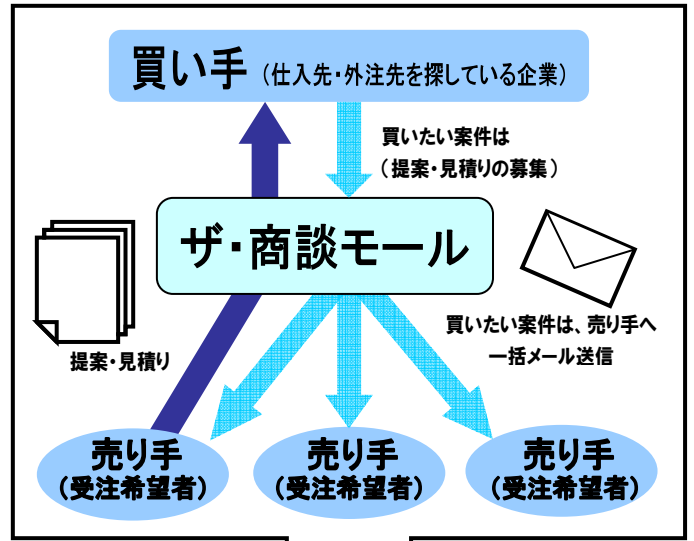 買い手（仕入先・外注先を探している企業）
買いたい案件は
（提案・見積りの募集）
ザ・商談モール
提案・見積り
買いたい案件は、売り手へ
一括メール送信
売り手
（受注希望者）
売り手
（受注希望者）
売り手
（受注希望者）